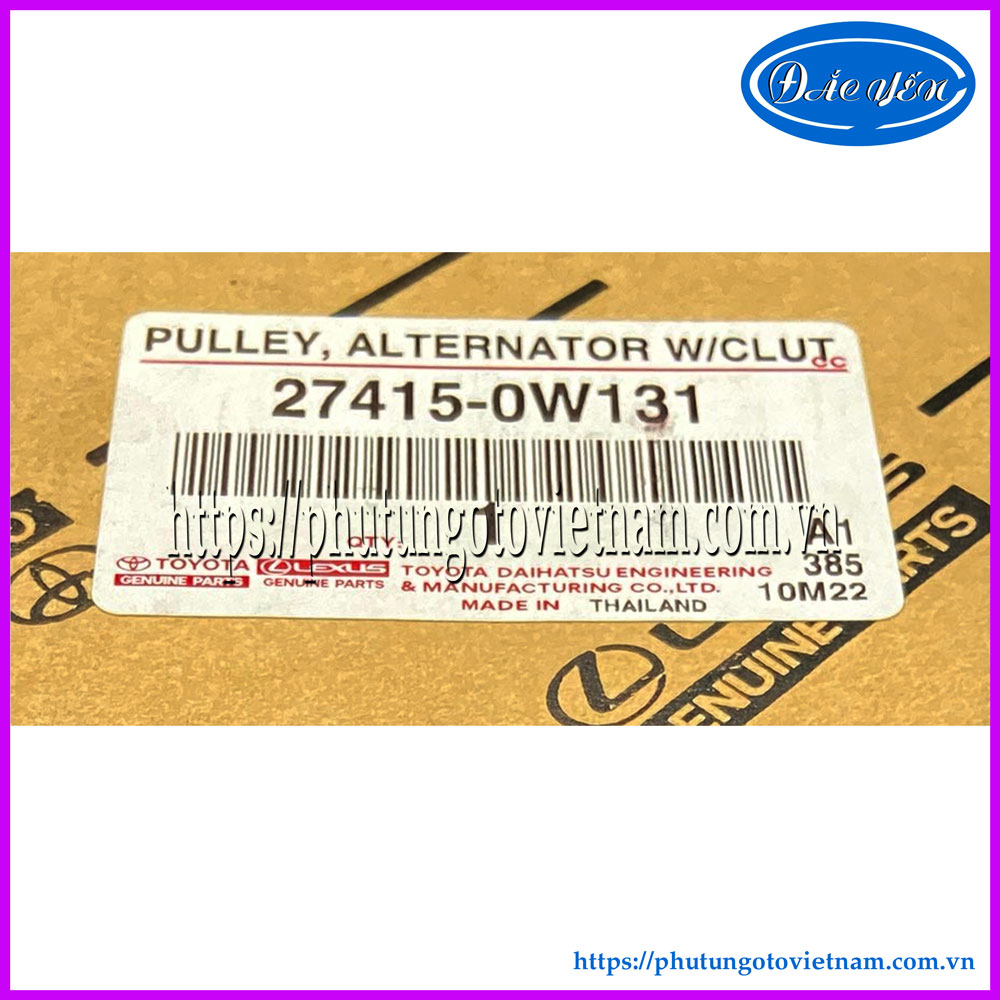 ĐẮC YẾN
PULLEY, ALTERNATOR W/CLUT
CC
27415-0W131
https://phutungotovietnam.com.vn
QTY: 1
A1
385
10M22
TOYOTA
GENUINE PARTS
LEXUS
GENUINE PARTS
TOYOTA DAIHATSU ENGINEERING
& MANUFACTURING CO.,LTD.
MADE IN THAILAND
GENUINE PARTS
https://phutungotovietnam.com.vn